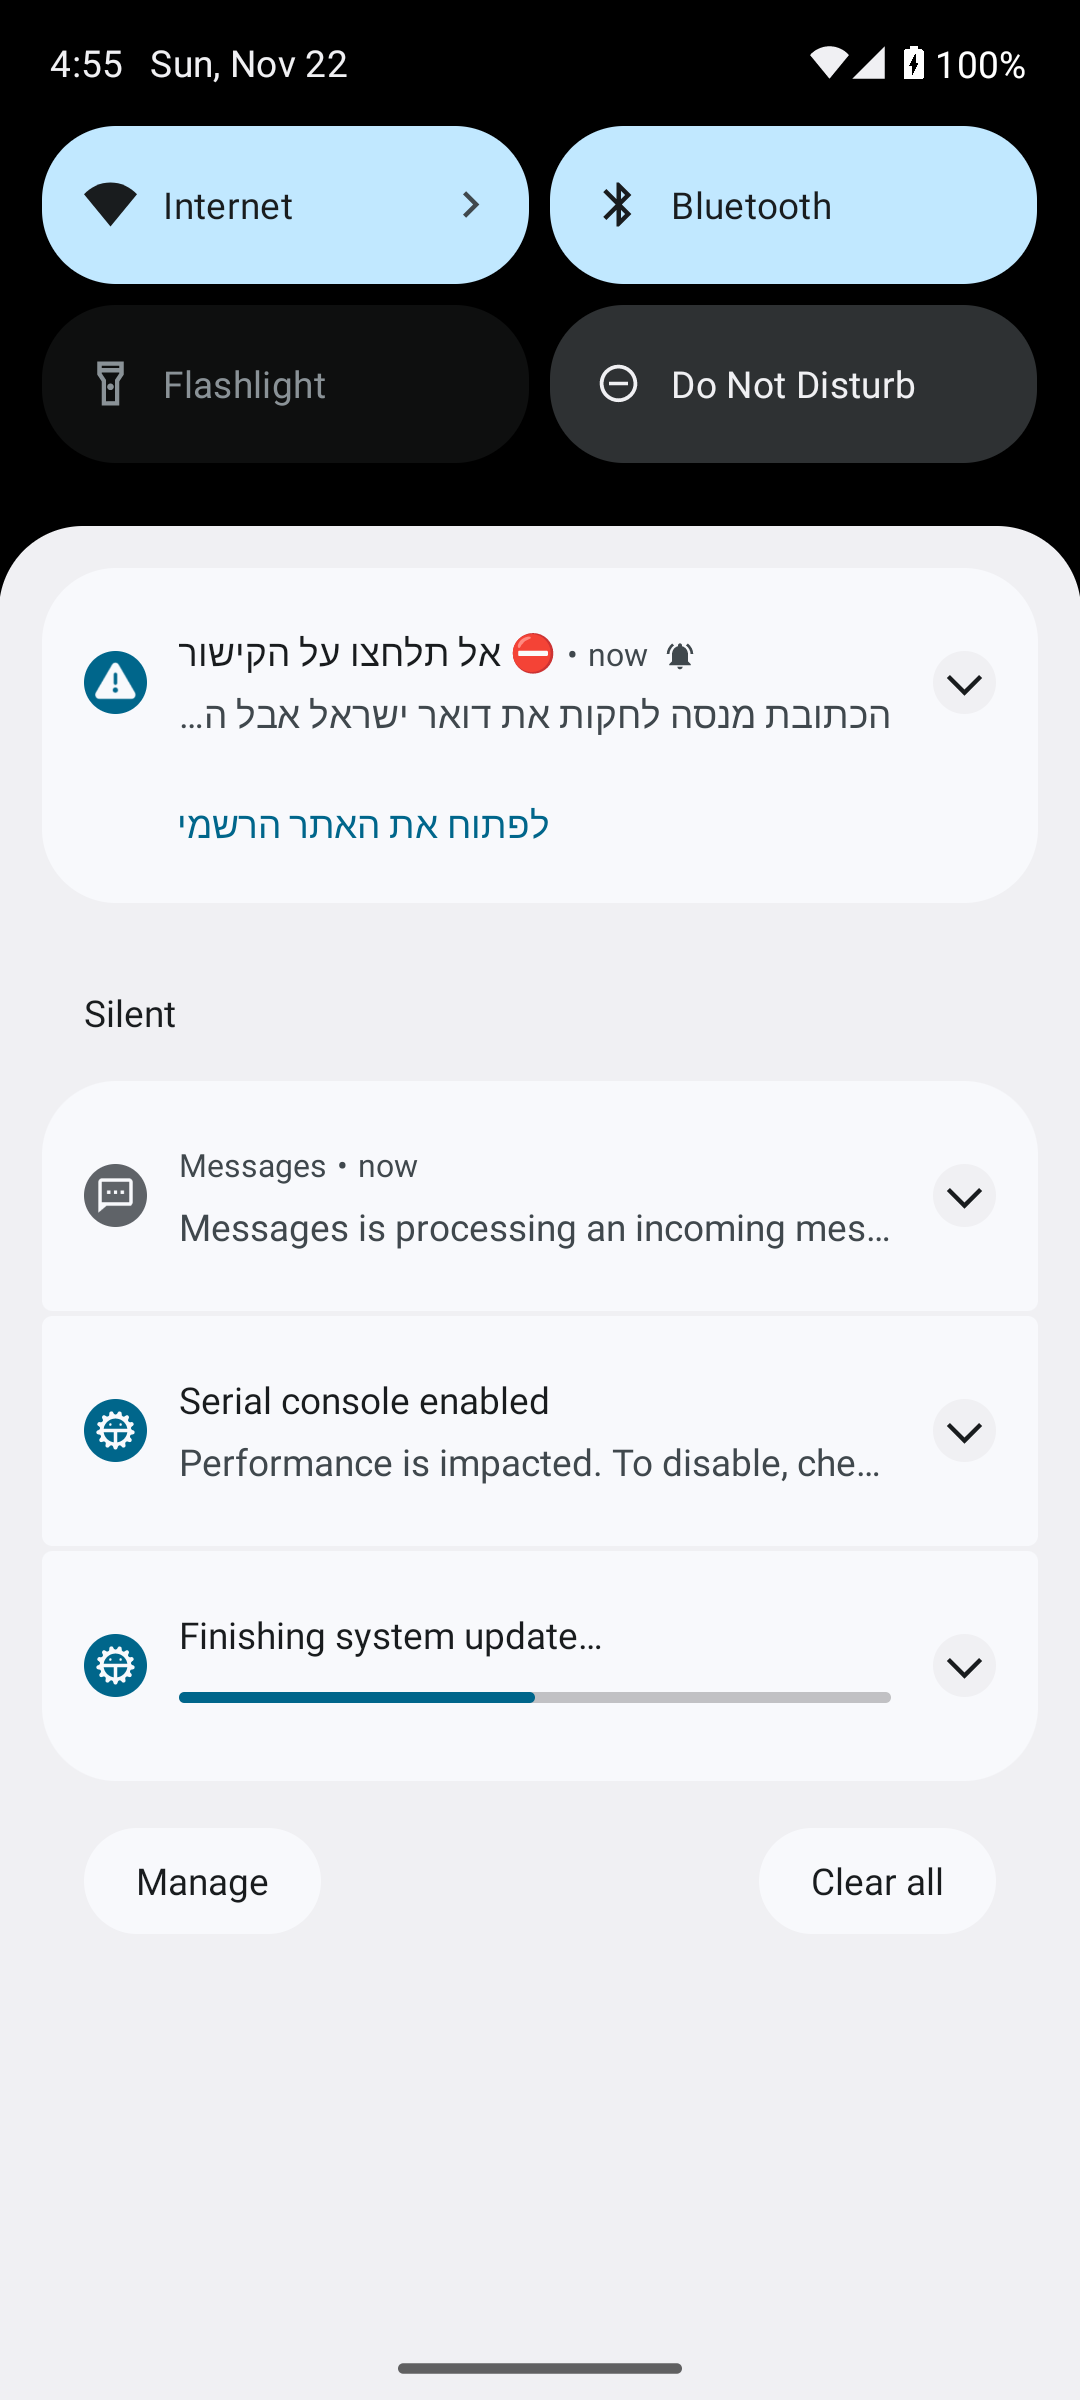 4:55 Sun, Nov 22 100%
Internet
Bluetooth
Flashlight
Do Not Disturb
⛔ אל תלחצו על הקישור • now
הכתובת מנסה לחקות את דואר ישראל אבל ה...
לפתוח את האתר הרשמי
Silent
Messages • now
Messages is processing an incoming mes...
Serial console enabled
Performance is impacted. To disable, che...
Finishing system update...
Manage
Clear all